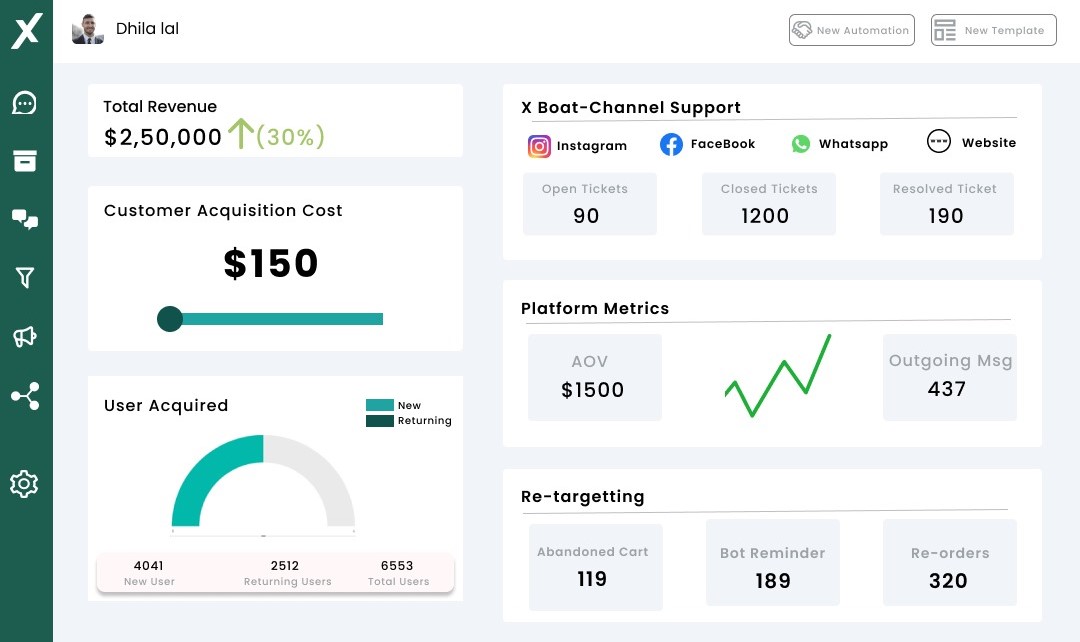 X
Dhila lal
New Automation
New Template
Total Revenue
$2,50,000 (30%)
Customer Acquisition Cost
$150
User Acquired
New
Returning
4041
New User
2512
Returning Users
6553
Total Users
X Boat-Channel Support
Instagram
FaceBook
Whatsapp
Website
Open Tickets
90
Closed Tickets
1200
Resolved Ticket
190
Platform Metrics
AOV
$1500
Outgoing Msg
437
Re-targetting
Abandoned Cart
119
Bot Reminder
189
Re-orders
320